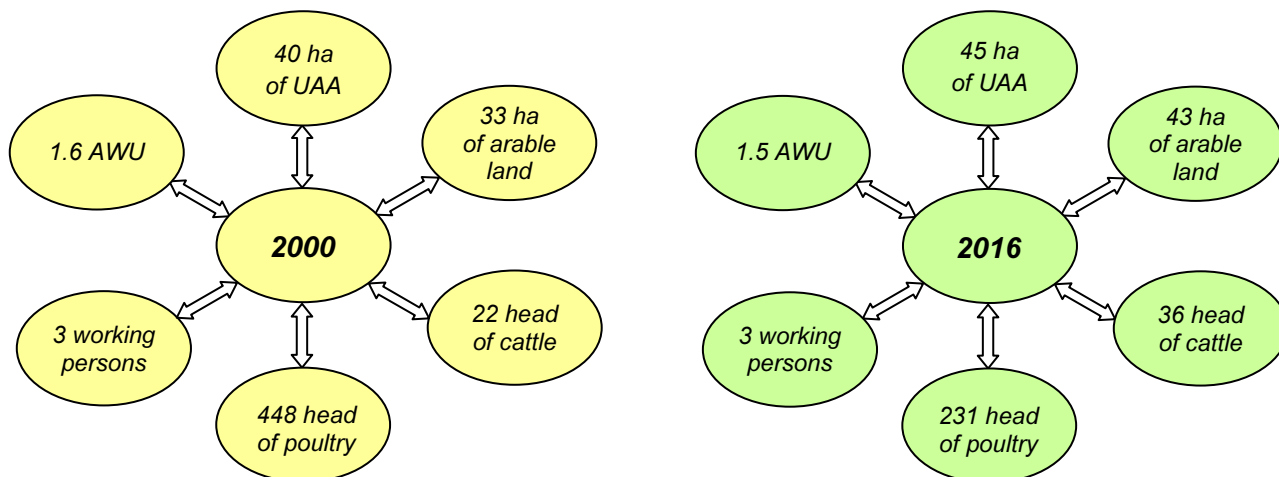 40 ha
of UAA
33 ha
of arable
land
1.6 AWU
2000
22 head
of cattle
3 working
persons
448 head
of poultry
45 ha
of UAA
43 ha
of arable
land
1.5 AWU
2016
36 head
of cattle
3 working
persons
231 head
of poultry